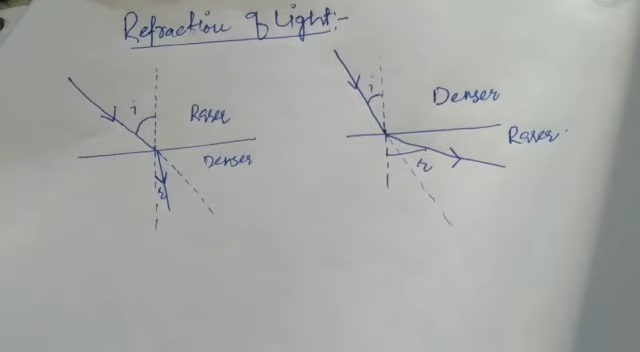 Refraction of Light:-
i
Rarer
Denser
r
i
Denser
Rarer.
r